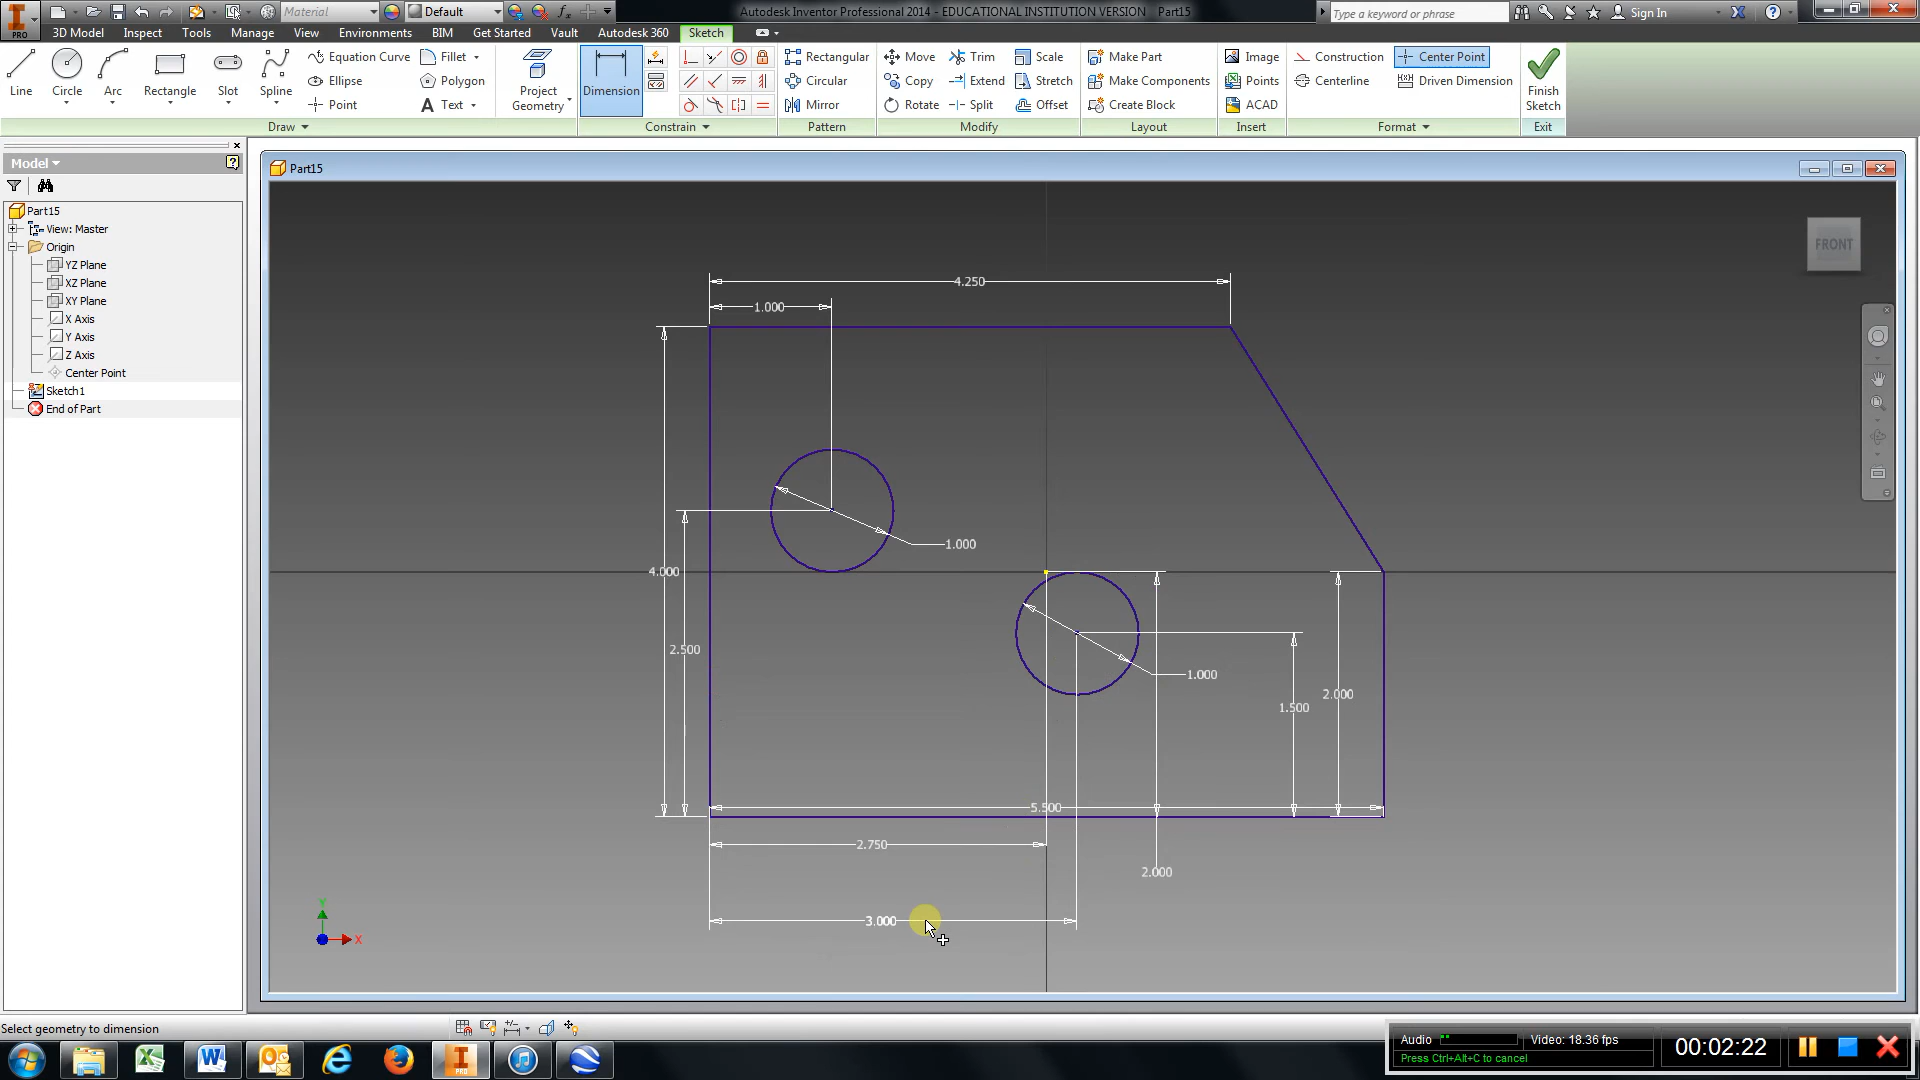 Material
Default
Autodesk Inventor Professional 2014 - EDUCATIONAL INSTITUTION VERSION Part15
Type a keyword or phrase
Sign In
PRO
3D Model Inspect Tools Manage View Environments BIM Get Started Vault Autodesk 360 Sketch
Line
Circle
Arc
Rectangle
Slot
Spline
Equation Curve
Ellipse
Point
Fillet
Polygon
Text
Project
Geometry
Dimension
Rectangular
Circular
Mirror
Move
Copy
Rotate
Trim
Extend
Split
Scale
Stretch
Offset
Make Part
Make Components
Create Block
Image
Points
ACAD
Construction
Centerline
Center Point
Driven Dimension
Finish
Sketch
Draw
Constrain
Pattern
Modify
Layout
Insert
Format
Exit
Model
Part15
View: Master
Origin
YZ Plane
XZ Plane
XY Plane
X Axis
Y Axis
Z Axis
Center Point
Sketch1
End of Part
Part15
FRONT
4.250
1.000
1.000
4.000
2.500
1.000
2.000
1.500
5.500
2.750
2.000
3.000
Y
X
Select geometry to dimension
Audio
Video: 18.36 fps
Press Ctrl+Alt+C to cancel
00:02:22
PRO